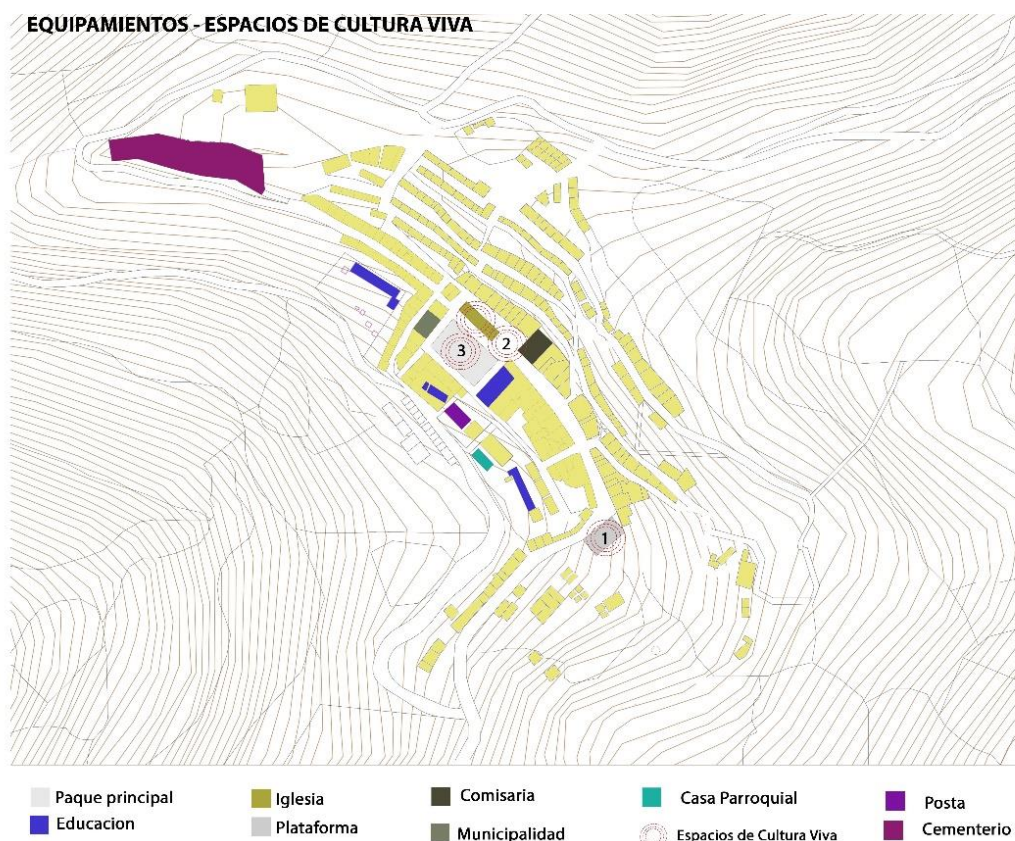 EQUIPAMIENTOS - ESPACIOS DE CULTURA VIVA
2
3
1
Paque principal
Iglesia
Comisaria
Casa Parroquial
Posta
Educacion
Plataforma
Municipalidad
Espacios de Cultura Viva
Cementerio